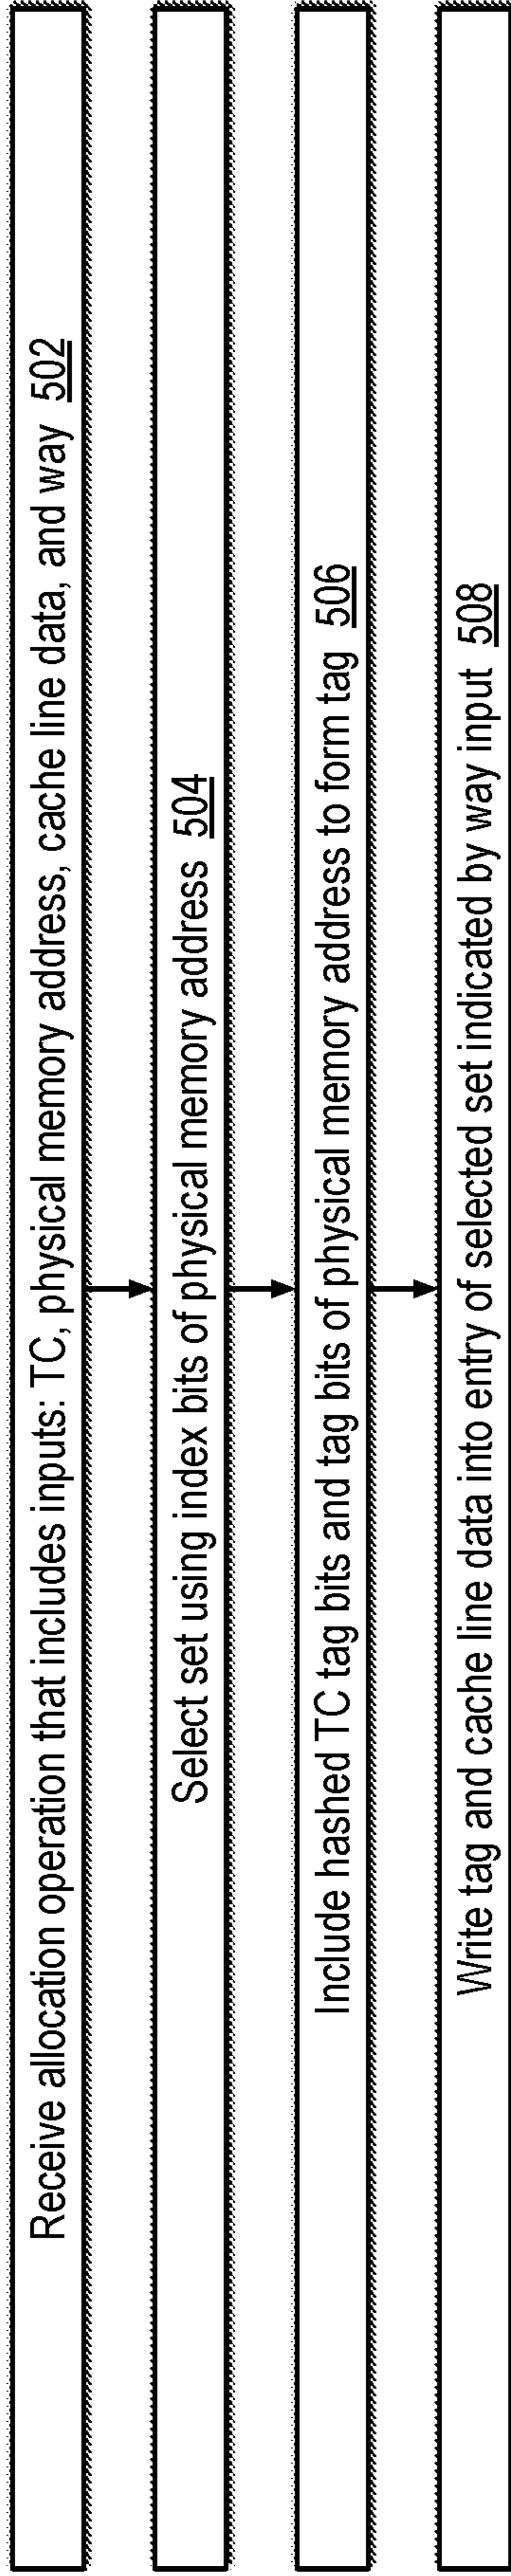 Receive allocation operation that includes inputs: TC, physical memory address, cache line data, and way 502
Select set using index bits of physical memory address 504
Include hashed TC tag bits and tag bits of physical memory address to form tag 506
Write tag and cache line data into entry of selected set indicated by way input 508